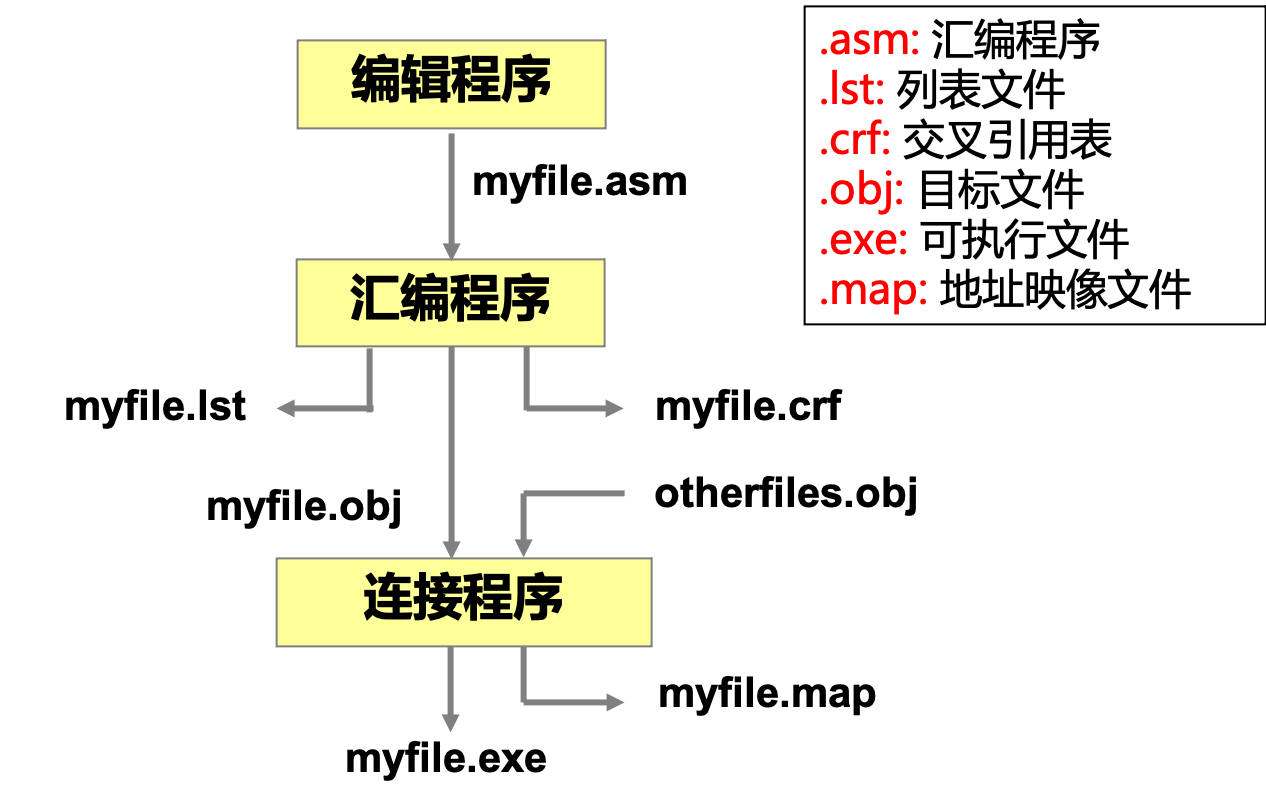 编辑程序
myfile.asm
汇编程序
myfile.lst
myfile.crf
myfile.obj
otherfiles.obj
连接程序
myfile.map
myfile.exe
.asm: 汇编程序
.lst: 列表文件
.crf: 交叉引用表
.obj: 目标文件
.exe: 可执行文件
.map: 地址映像文件